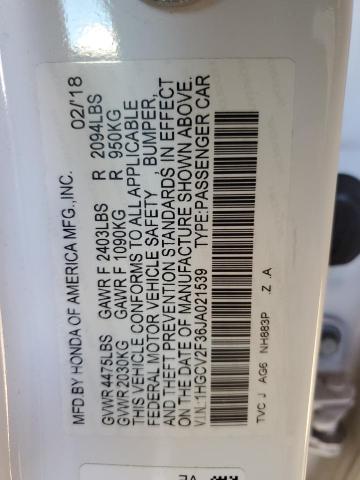 MFD BY HONDA OF AMERICA MFG.,INC. 02/'18
GVWR 4475LBS GAWR F 2403LBS R 2094LBS
GVWR 2030KG GAWR F 1090KG R 950KG
THIS VEHICLE CONFORMS TO ALL APPLICABLE
FEDERAL MOTOR VEHICLE SAFETY , BUMPER,
AND THEFT PREVENTION STANDARDS IN EFFECT
ON THE DATE OF MANUFACTURE SHOWN ABOVE.
V.I.N.:1HGCV2F36JA021539 TYPE:PASSENGER CAR
TVC J AG6 NH883P .Z .A